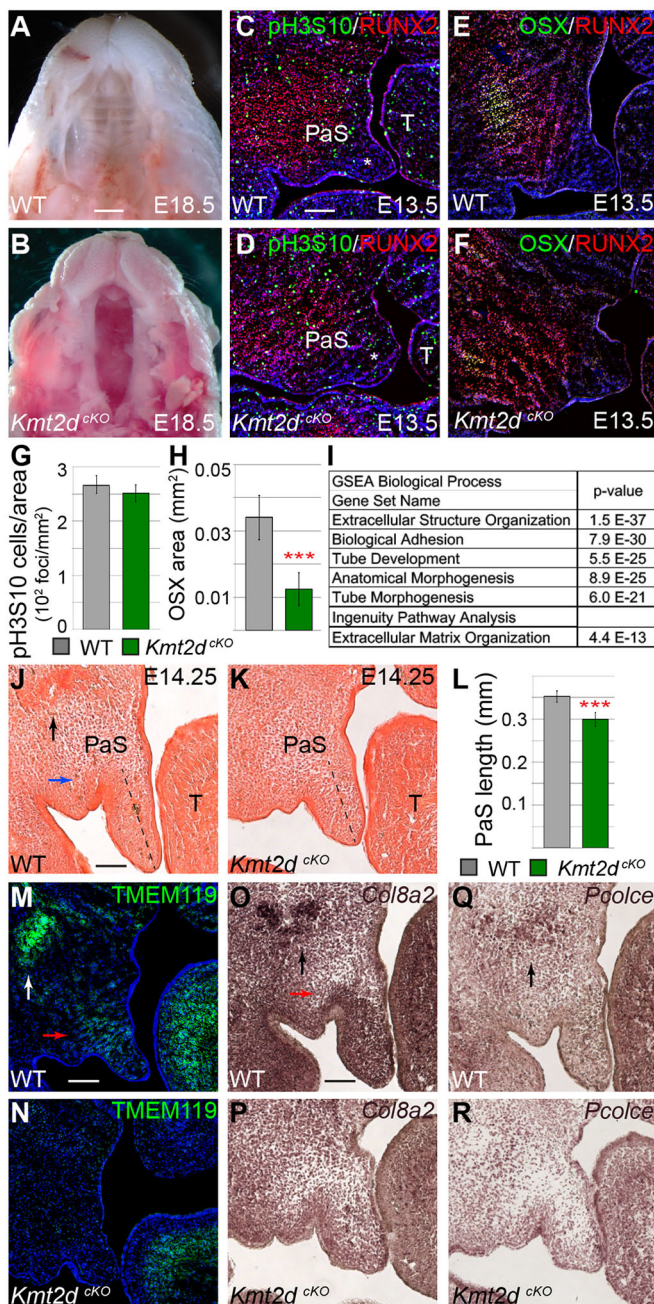 A
WT
E18.5
C
pH3S10/RUNX2
PaS
T
*
WT
E13.5
E
OSX/RUNX2
WT
E13.5
B
Kmt2d cKO
E18.5
D
pH3S10/RUNX2
PaS
T
*
Kmt2d cKO
E13.5
F
OSX/RUNX2
Kmt2d cKO
E13.5
G
pH3S10 cells/area
(10² foci/mm²)
3
2
1
0
H
OSX area (mm²)
0.05
0.03
0.01
***
WT
Kmt2d cKO
I
GSEA Biological Process
Gene Set Name
p-value
Extracellular Structure Organization 1.5 E-37
Biological Adhesion 7.9 E-30
Tube Development 5.5 E-25
Anatomical Morphogenesis 8.9 E-25
Tube Morphogenesis 6.0 E-21
Ingenuity Pathway Analysis
Extracellular Matrix Organization 4.4 E-13
J
E14.25
PaS
T
WT
K
E14.25
PaS
T
Kmt2d cKO
L
PaS length (mm)
0.3
0.2
0.1
***
WT
Kmt2d cKO
M
TMEM119
WT
O
Col8a2
WT
Q
Pcolce
WT
N
TMEM119
Kmt2d cKO
P
Col8a2
Kmt2d cKO
R
Pcolce
Kmt2d cKO